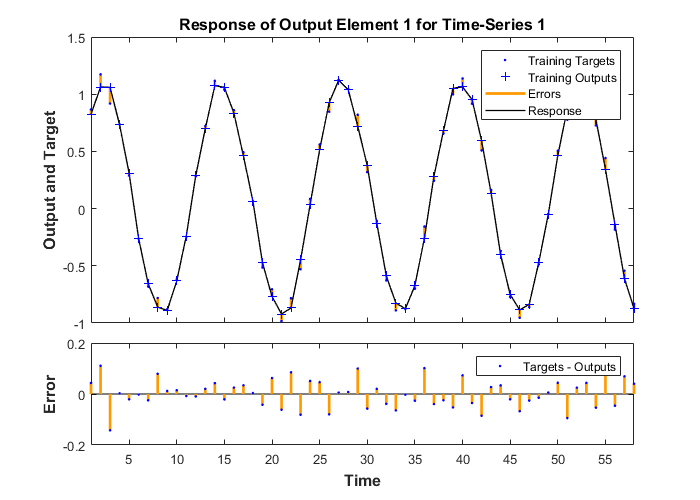 Response of Output Element 1 for Time-Series 1
1.5
1
0.5
0
-0.5
-1
Output and Target
Training Targets
Training Outputs
Errors
Response
0.2
0
-0.2
Error
Targets - Outputs
5 10 15 20 25 30 35 40 45 50 55
Time